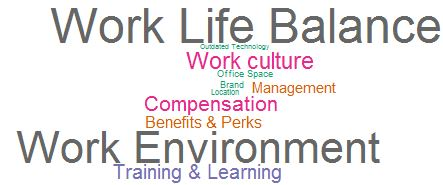 Work Life Balance
Outdated Technology
Work culture
Office Space
Brand
Management
Location
Compensation
Benefits & Perks
Work Environment
Training & Learning